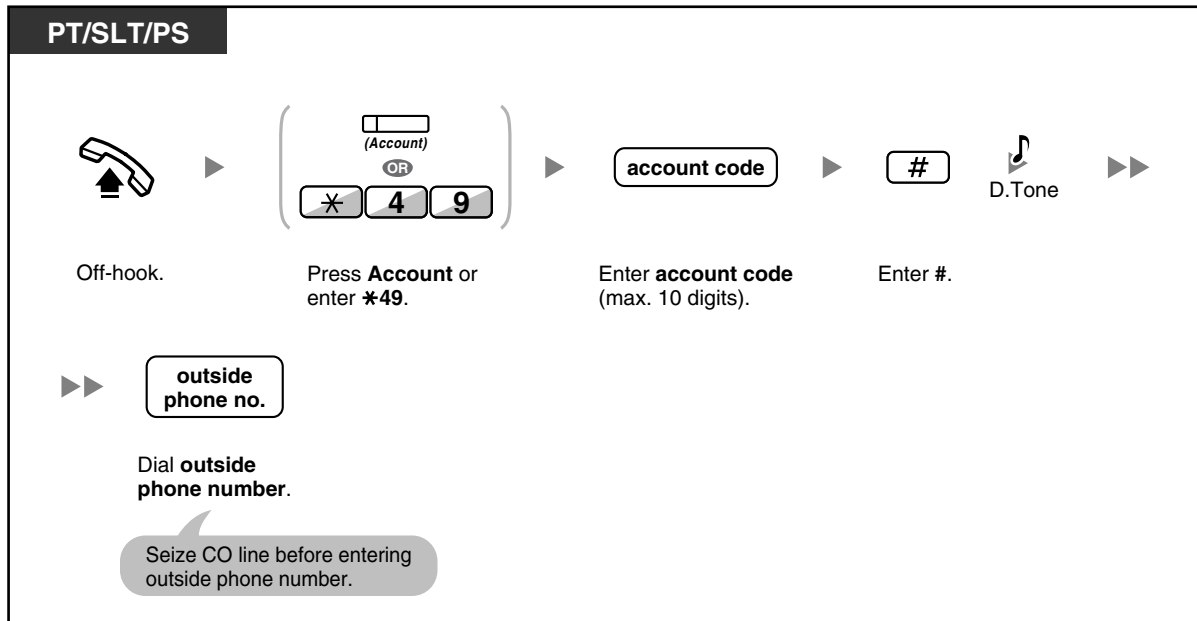 PT/SLT/PS
(Account)
OR
* 4 9
account code
#
D.Tone
Off-hook.
Press Account or
enter *49.
Enter account code
(max. 10 digits).
Enter #.
outside
phone no.
Dial outside
phone number.
Seize CO line before entering
outside phone number.